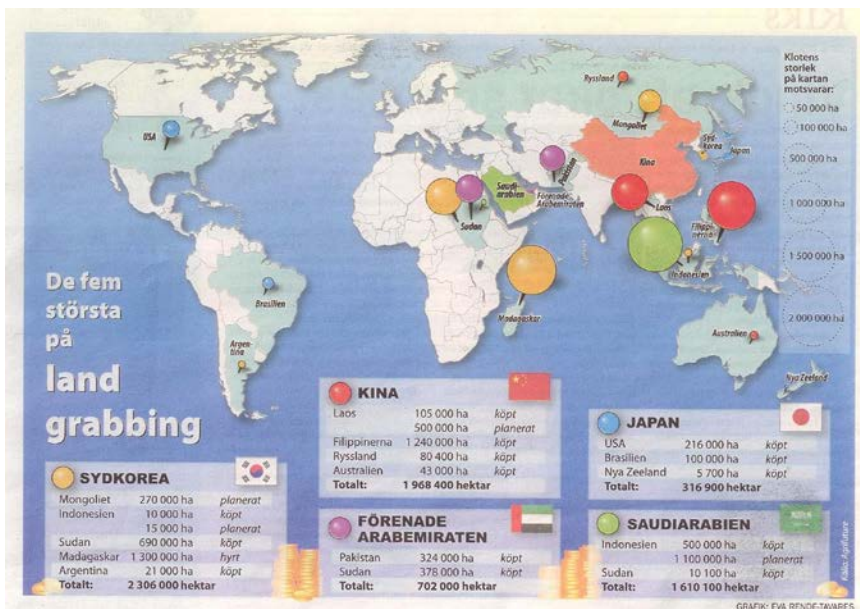 De fem
största
på
land
grabbing
USA
Brasilien
Argen-
tina
Ryssland
Mongoliet
Syd-
korea
Japan
Kina
Pakistan
Saudi-
arabien
Förenade
Arabemiraten
Sudan
Laos
Filippi-
nerna
Indonesien
Madagaskar
Australien
Nya Zeeland
Klotens
storlek
på kartan
motsvarar:
50 000 ha
100 000 ha
500 000 ha
1 000 000 ha
1 500 000 ha
2 000 000 ha
SYDKOREA
Mongoliet 270 000 ha planerat
Indonesien 10 000 ha köpt
15 000 ha planerat
Sudan 690 000 ha köpt
Madagaskar 1 300 000 ha hyrt
Argentina 21 000 ha köpt
Totalt: 2 306 000 hektar
KINA
Laos 105 000 ha köpt
500 000 ha planerat
Filippinerna 1 240 000 ha köpt
Ryssland 80 400 ha köpt
Australien 43 000 ha köpt
Totalt: 1 968 400 hektar
FÖRENADE
ARABEMIRATEN
Pakistan 324 000 ha köpt
Sudan 378 000 ha köpt
Totalt: 702 000 hektar
JAPAN
USA 216 000 ha köpt
Brasilien 100 000 ha köpt
Nya Zeeland 5 700 ha köpt
Totalt: 316 900 hektar
SAUDIARABIEN
Indonesien 500 000 ha köpt
1 100 000 ha planerat
Sudan 10 100 ha köpt
Totalt: 1 610 100 hektar
Källa: Agrifuture
GRAFIK: EVA RENDE-TAVARES